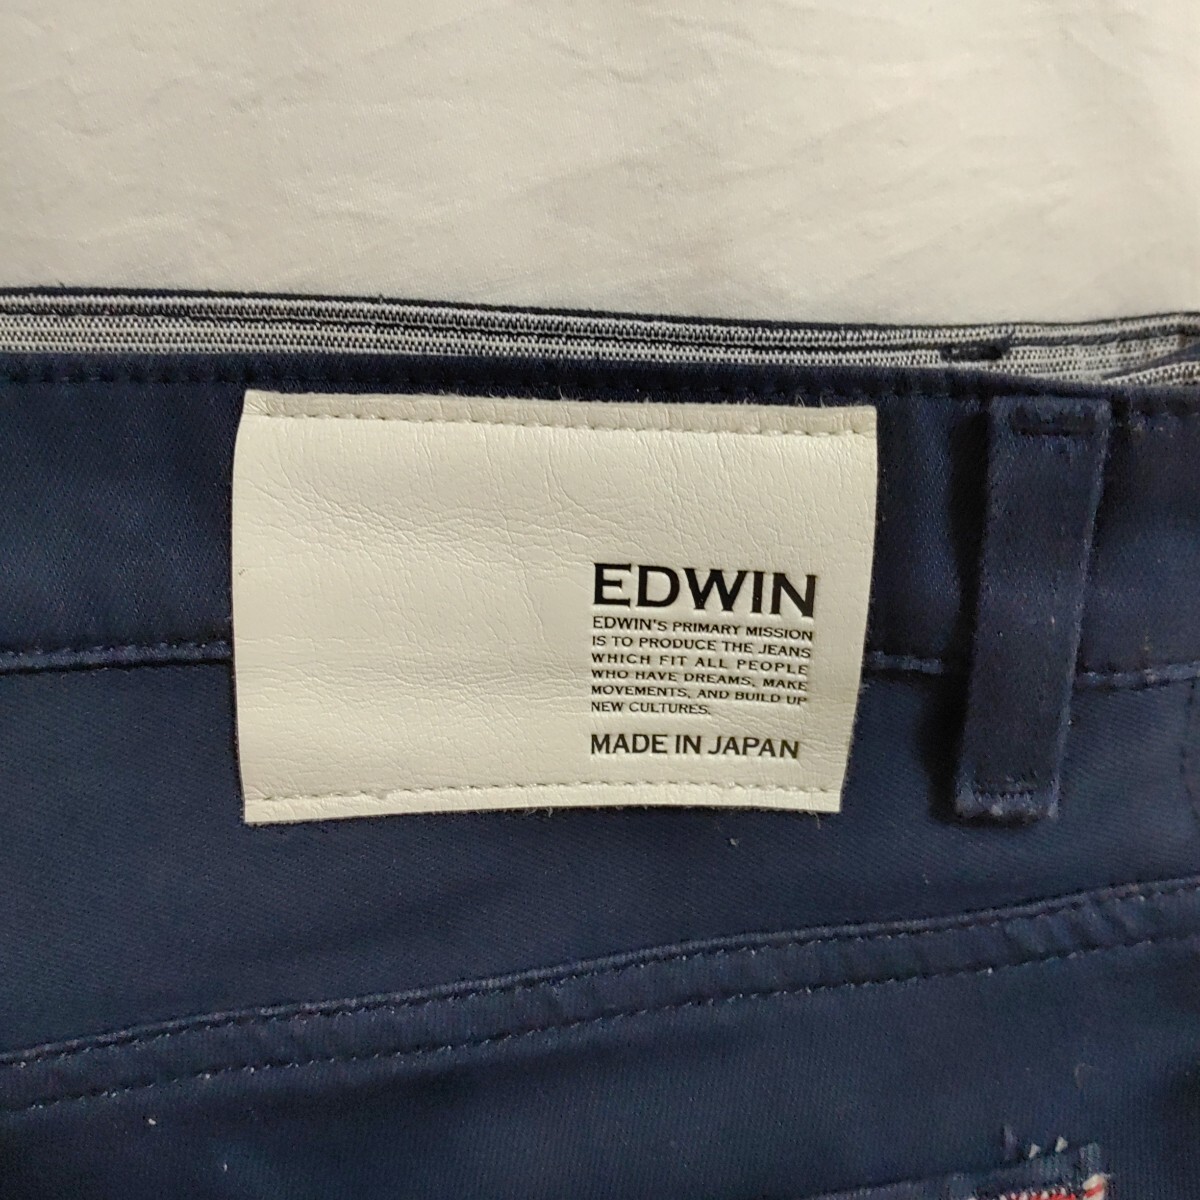 EDWIN
EDWIN'S PRIMARY MISSION
IS TO PRODUCE THE JEANS
WHICH FIT ALL PEOPLE
WHO HAVE DREAMS, MAKE
MOVEMENTS, AND BUILD UP
NEW CULTURES.
MADE IN JAPAN